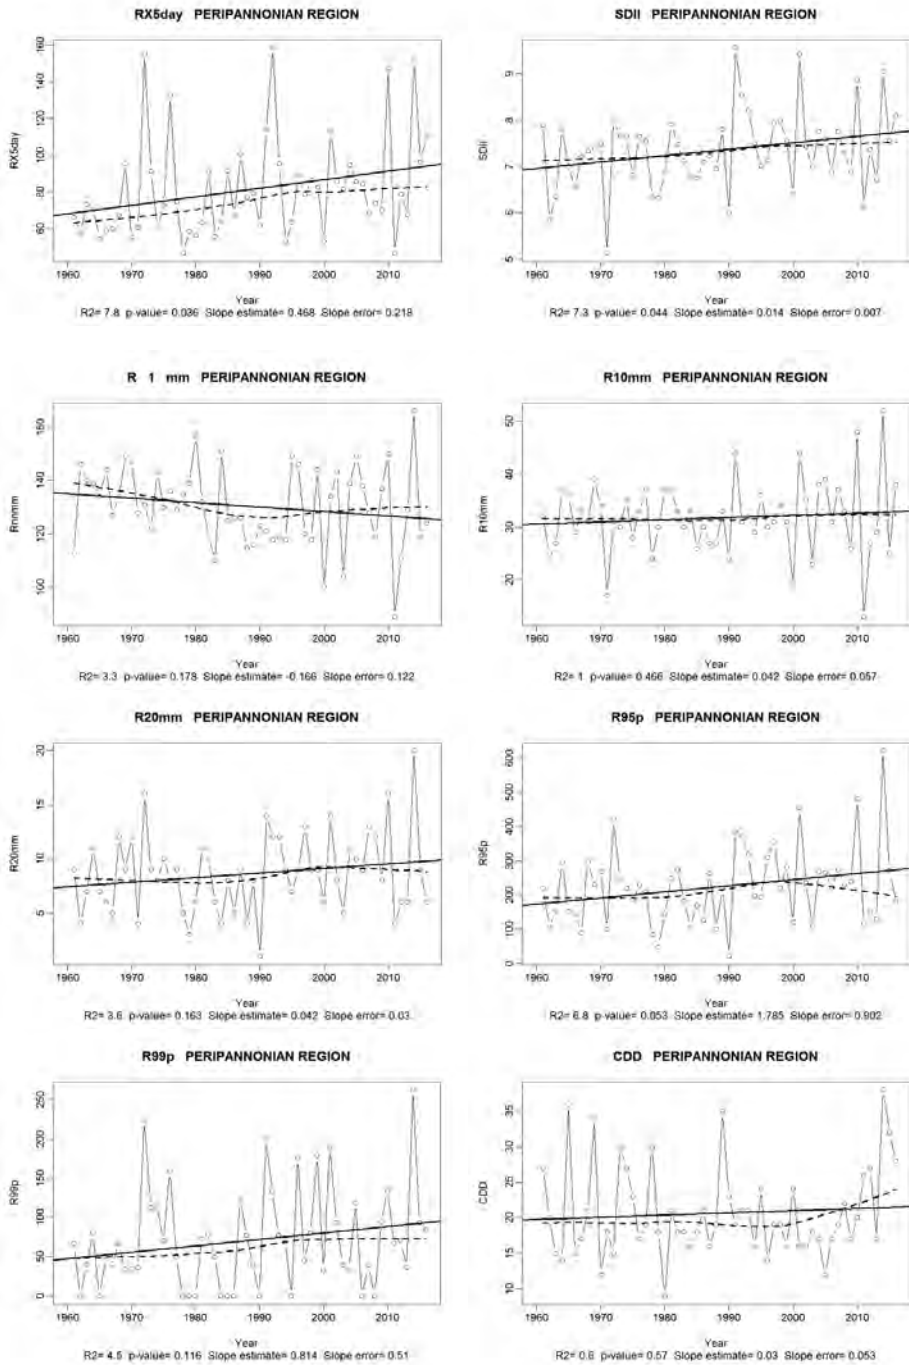 RX5day PERIPANNONIAN REGION
RX5day
160
140
120
100
80
60
1960 1970 1980 1990 2000 2010
Year
R2= 7.8 p-value= 0.036 Slope estimate= 0.468 Slope error= 0.218
SDII PERIPANNONIAN REGION
SDII
9
8
7
6
5
1960 1970 1980 1990 2000 2010
Year
R2= 7.3 p-value= 0.044 Slope estimate= 0.014 Slope error= 0.007
R 1 mm PERIPANNONIAN REGION
Rnnmm
160
140
120
100
1960 1970 1980 1990 2000 2010
Year
R2= 3.3 p-value= 0.178 Slope estimate= -0.166 Slope error= 0.122
R10mm PERIPANNONIAN REGION
R10mm
50
40
30
20
1960 1970 1980 1990 2000 2010
Year
R2= 1 p-value= 0.466 Slope estimate= 0.042 Slope error= 0.057
R20mm PERIPANNONIAN REGION
R20mm
20
15
10
5
1960 1970 1980 1990 2000 2010
Year
R2= 3.6 p-value= 0.163 Slope estimate= 0.042 Slope error= 0.03
R95p PERIPANNONIAN REGION
R95p
600
500
400
300
200
100
0
1960 1970 1980 1990 2000 2010
Year
R2= 6.8 p-value= 0.053 Slope estimate= 1.785 Slope error= 0.902
R99p PERIPANNONIAN REGION
R99p
250
200
150
100
50
0
1960 1970 1980 1990 2000 2010
Year
R2= 4.5 p-value= 0.116 Slope estimate= 0.814 Slope error= 0.51
CDD PERIPANNONIAN REGION
CDD
35
30
25
20
15
10
1960 1970 1980 1990 2000 2010
Year
R2= 0.6 p-value= 0.57 Slope estimate= 0.03 Slope error= 0.053